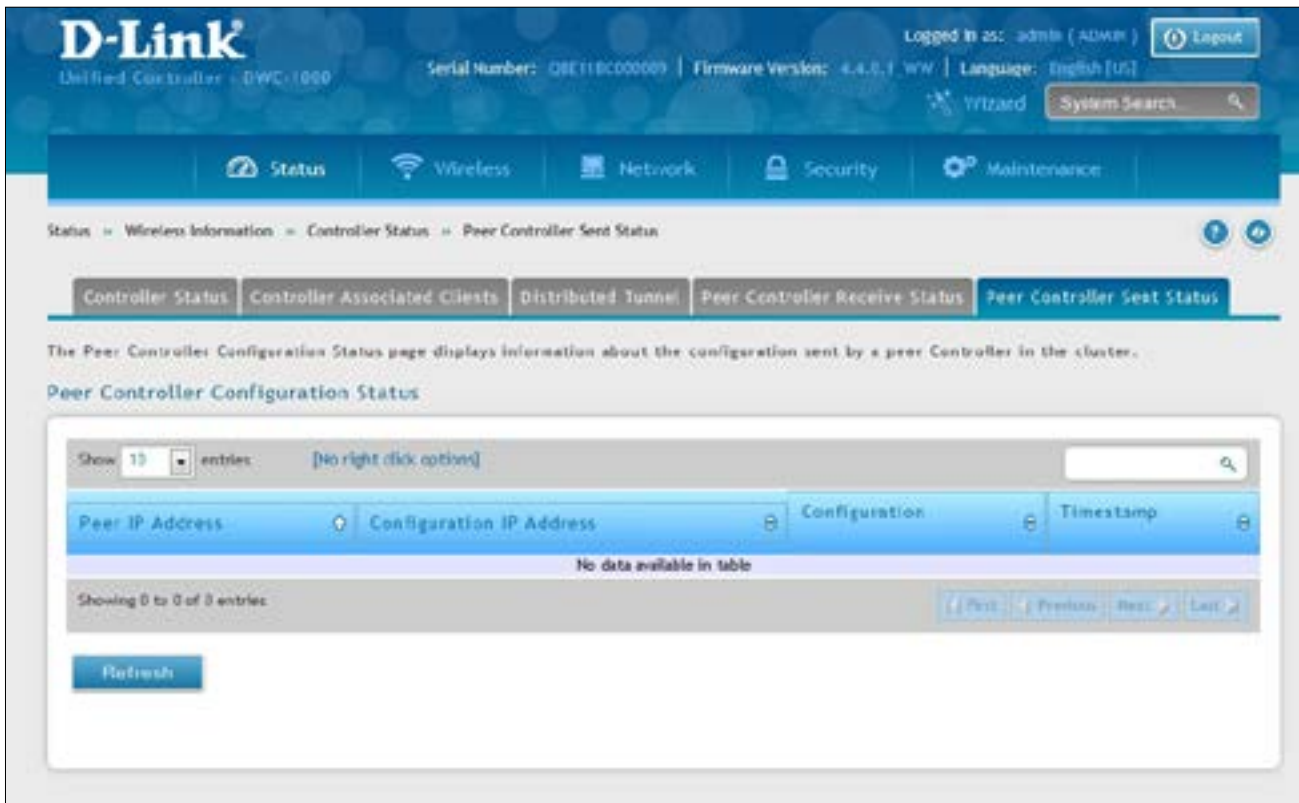 D-Link
Logged in as: admin ( ADMIN )
Logout
Unified Controller - DWC-1000
Serial Number: | Firmware Version: 4.4.0.1_WW | Language: English [US]
Wizard
System Search...
Status
Wireless
Network
Security
Maintenance
Status » Wireless Information » Controller Status » Peer Controller Sent Status
Controller Status
Controller Associated Clients
Distributed Tunnel
Peer Controller Receive Status
Peer Controller Sent Status
The Peer Controller Configuration Status page displays information about the configuration sent by a peer Controller in the cluster.
Peer Controller Configuration Status
Show 10 entries
[No right click options]
Peer IP Address
Configuration IP Address
Configuration
Timestamp
No data available in table
Showing 0 to 0 of 0 entries
First
Previous
Next
Last
Refresh